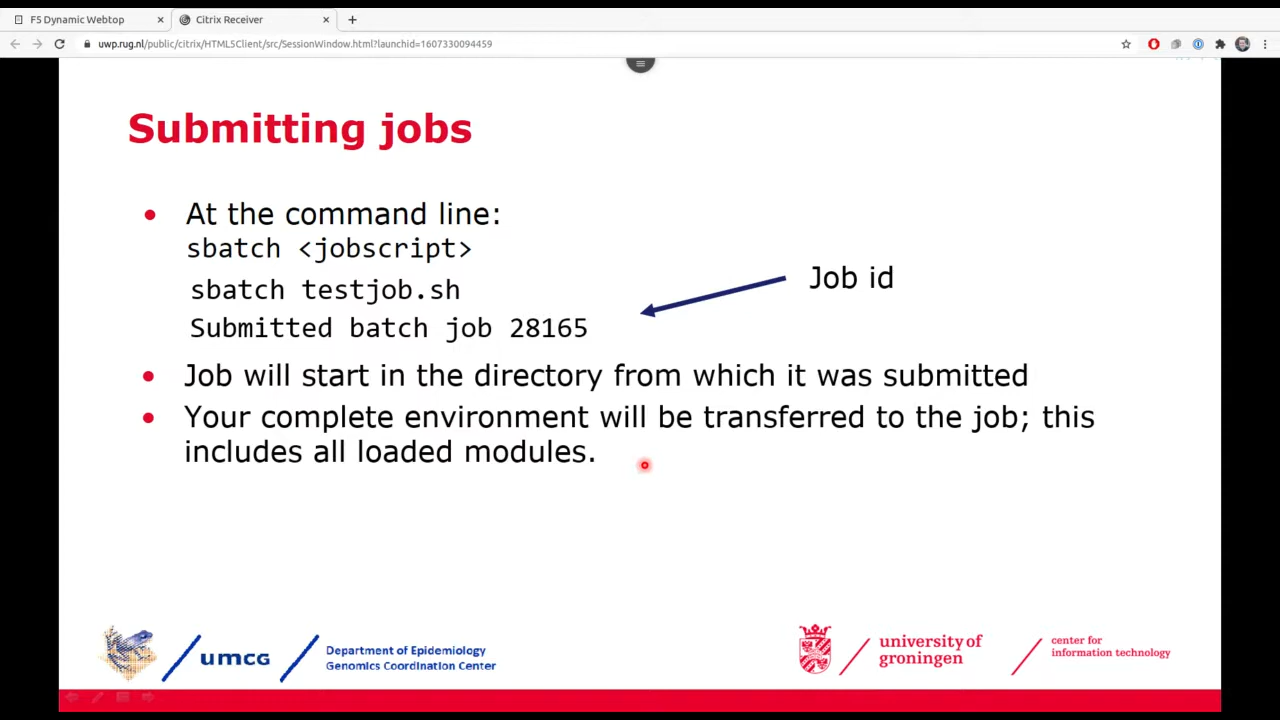 F5 Dynamic Webtop
Citrix Receiver
uwp.rug.nl/public/citrix/HTML5Client/src/SessionWindow.html?launchid=1607330094459
Submitting jobs
• At the command line:
sbatch <jobscript>
sbatch testjob.sh
Submitted batch job 28165
Job id
• Job will start in the directory from which it was submitted
• Your complete environment will be transferred to the job; this
includes all loaded modules.
umcg
Department of Epidemiology
Genomics Coordination Center
university of
groningen
center for
information technology